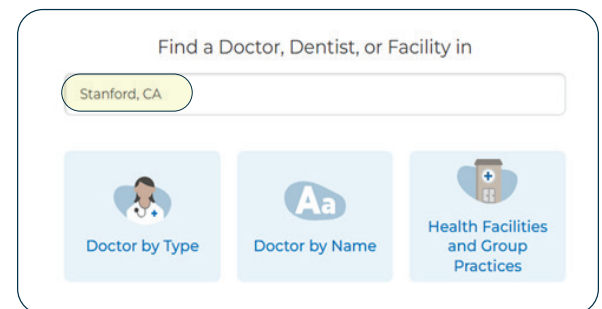 Find a Doctor, Dentist, or Facility in
Stanford, CA
Aa
Doctor by Type
Doctor by Name
Health Facilities
and Group
Practices